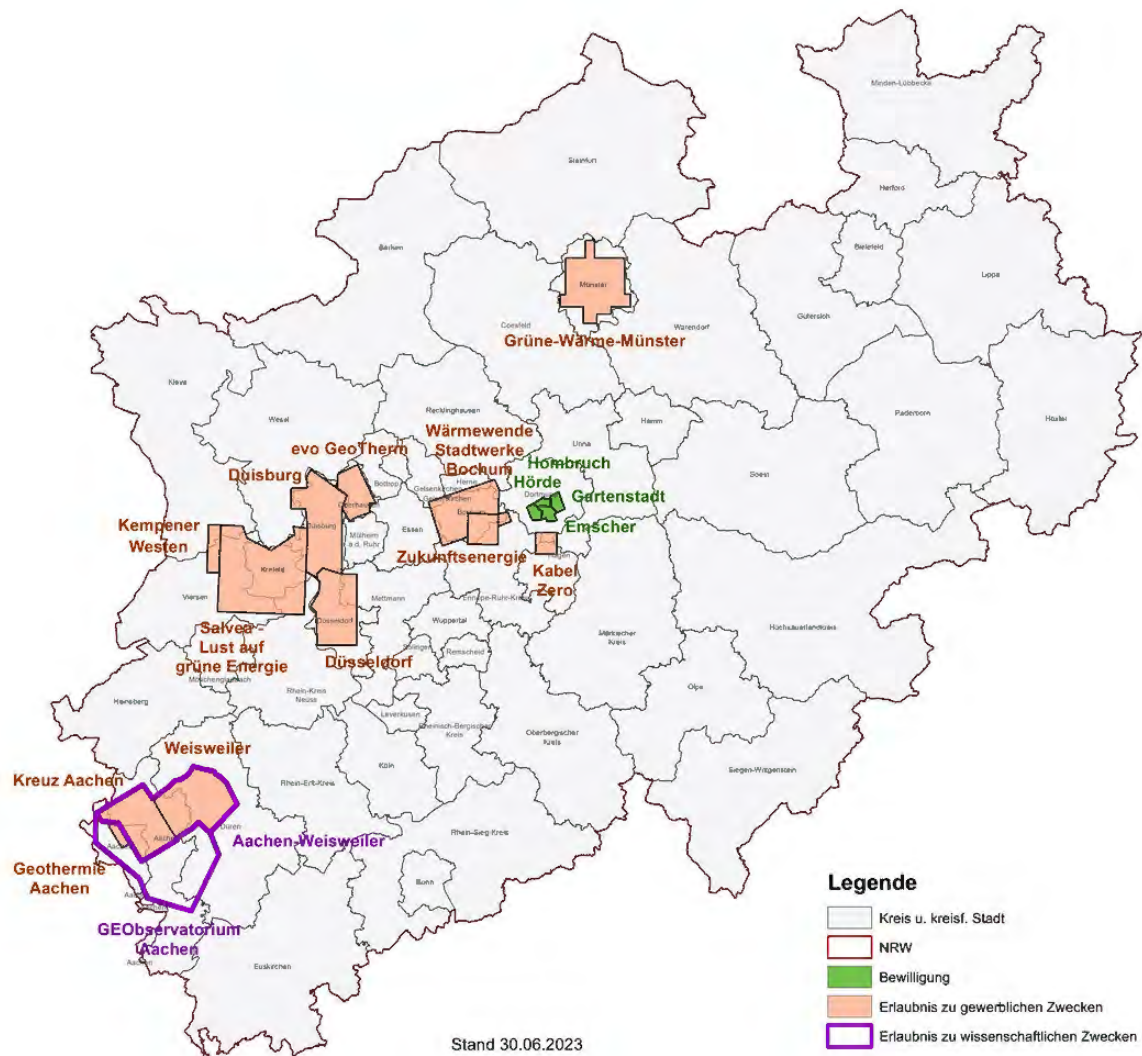 Minden-Lübbecke
Steinfurt
Herford
Borken
Bielefeld
Lippe
Münster
Gütersloh
Coesfeld
Warendorf
Grüne-Wärme-Münster
Kleve
Recklinghausen
Paderborn
Höxter
Wesel
Hamm
Wärmewende
Stadtwerke
Bochum
Unna
Soest
evo GeoTherm
Duisburg
Hombruch
Hörde
Bottrop
Herne
Gelsenkirchen
Dortmund
Gartenstadt
Oberhausen
Bochum
Emscher
Kempener
Westen
Duisburg
Essen
Mülheim
a.d. Ruhr
Zukunftsenergie
Hagen
Kabel
Zero
Krefeld
Viersen
Mettmann
Ennepe-Ruhr-Kreis
Salvea -
Lust auf
grüne Energie
Düsseldorf
Wuppertal
Märkischer
Kreis
Hochsauerlandkreis
Düsseldorf
Solingen
Remscheid
Mönchengladbach
Rhein-Kreis
Neuss
Olpe
Heinsberg
Leverkusen
Rheinisch-Bergischer
Kreis
Oberbergischer
Kreis
Weisweiler
Köln
Siegen-Wittgenstein
Kreuz Aachen
Rhein-Erft-Kreis
Düren
Rhein-Sieg-Kreis
Aachen
Aachen
Aachen-Weisweiler
Geothermie
Aachen
Bonn
GEObservatorium
Aachen
Aachen
Euskirchen
Legende
Kreis u. kreisf. Stadt
NRW
Bewilligung
Erlaubnis zu gewerblichen Zwecken
Erlaubnis zu wissenschaftlichen Zwecken
Stand 30.06.2023